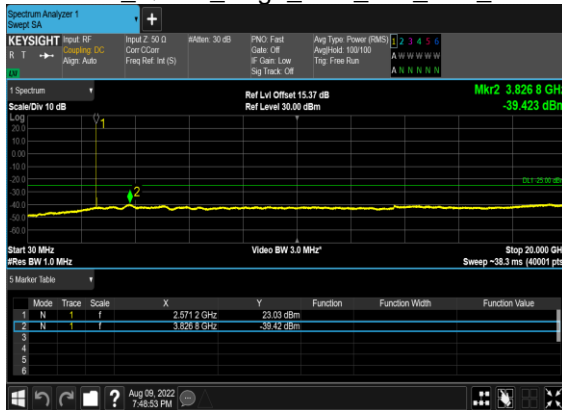 Spectrum Analyzer 1
Swept SA
+
KEYSIGHT Input: RF Input Z: 50 Ω #Atten: 30 dB PNO: Fast Avg Type: Power (RMS) 1 2 3 4 5 6
R T Coupling: DC Corr CCorr Gate: Off Avg|Hold: 100/100 A W W W W W
Align: Auto Freq Ref: Int (S) IF Gain: Low Trig: Free Run
Sig Track: Off A N N N N N
1 Spectrum Ref Lvl Offset 15.37 dB Mkr2 3.826 8 GHz
Scale/Div 10 dB Ref Level 30.00 dBm -39.423 dBm
Log
20.0
10.0
0.00
-10.0
-20.0
-30.0
-40.0
-50.0
-60.0
1
2
DL1 -25.00 dBm
Start 30 MHz Video BW 3.0 MHz* Stop 20.000 GH
#Res BW 1.0 MHz Sweep ~38.3 ms (40001 pts
5 Marker Table
Mode Trace Scale X Y Function Function Width Function Value
1 N 1 f 2.571 2 GHz 23.03 dBm
2 N 1 f 3.826 8 GHz -39.42 dBm
3
4
5
6
? Aug 09, 2022
7:48:53 PM